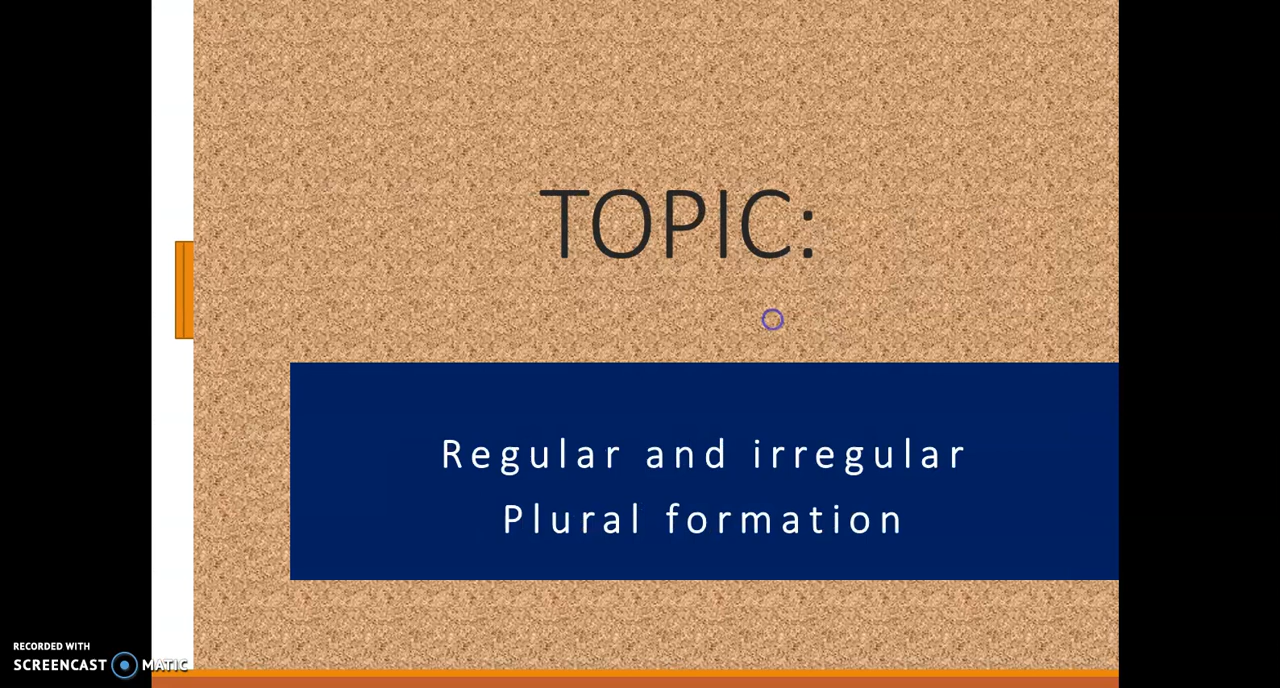 TOPIC:
Regular and irregular
Plural formation
RECORDED WITH
SCREENCAST MATIC